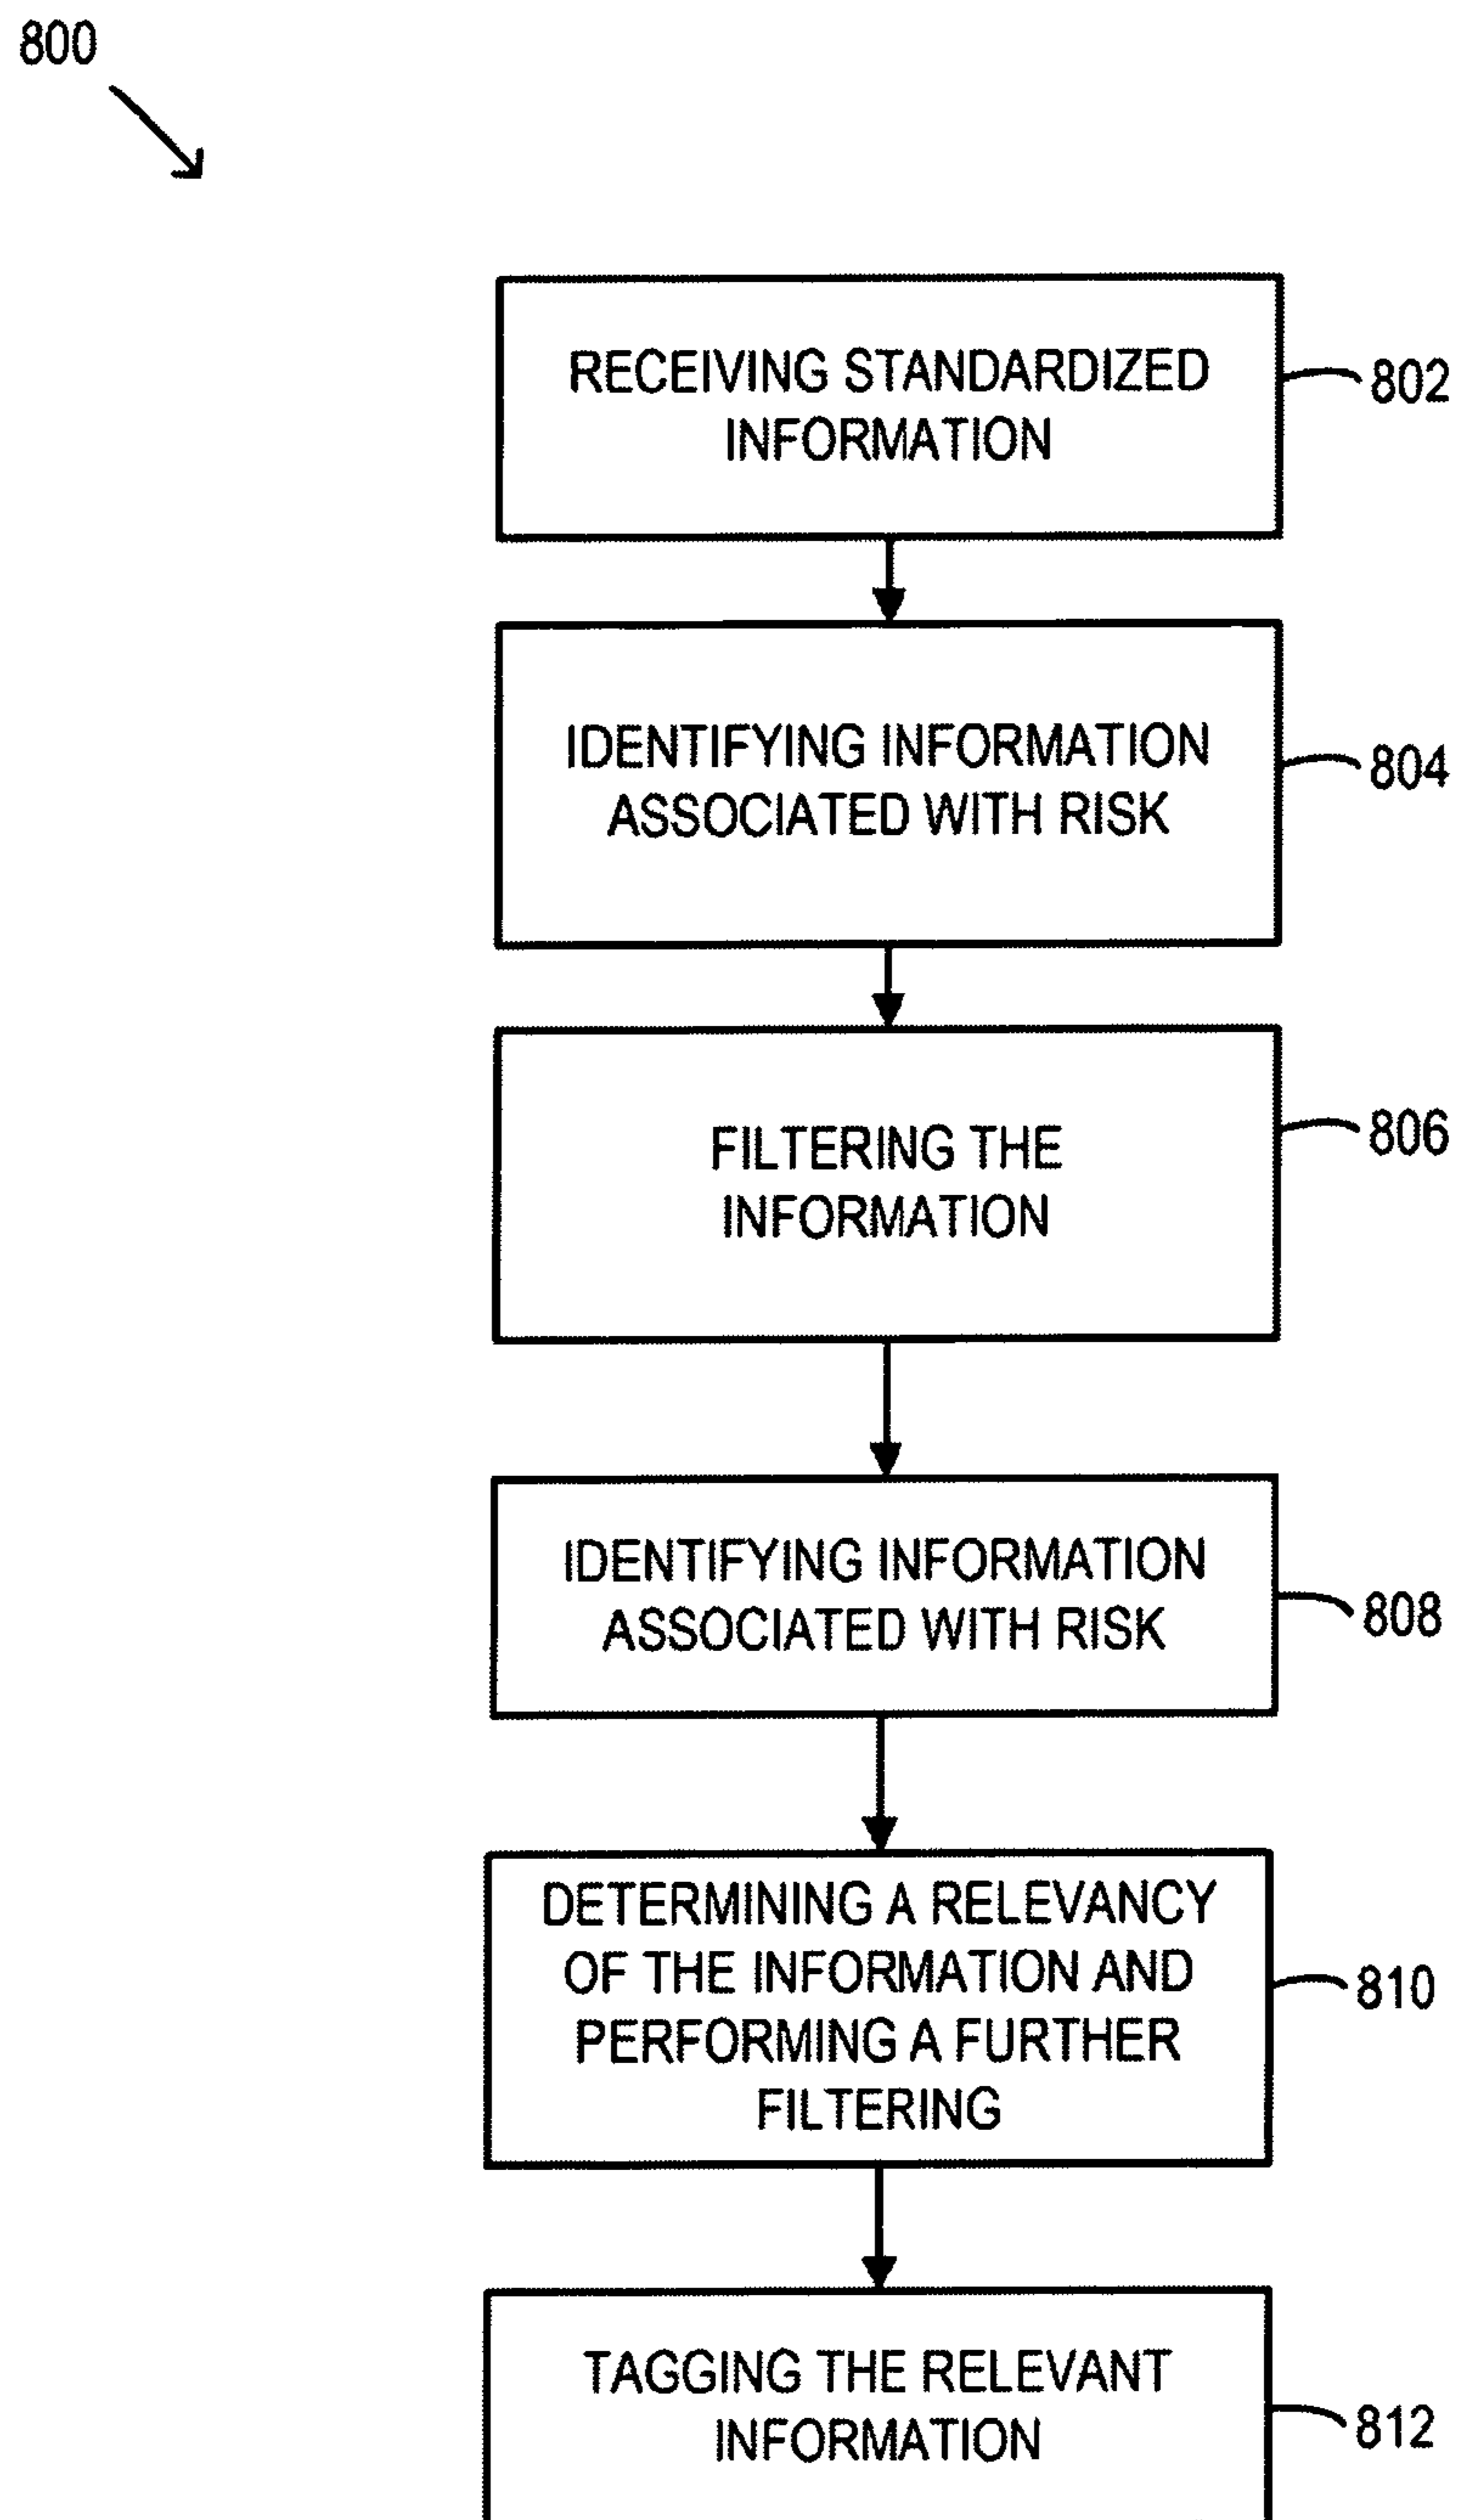 800
RECEIVING STANDARDIZED
INFORMATION
802
IDENTIFYING INFORMATION
ASSOCIATED WITH RISK
804
FILTERING THE
INFORMATION
806
IDENTIFYING INFORMATION
ASSOCIATED WITH RISK
808
DETERMINING A RELEVANCY
OF THE INFORMATION AND
PERFORMING A FURTHER
FILTERING
810
TAGGING THE RELEVANT
INFORMATION
812